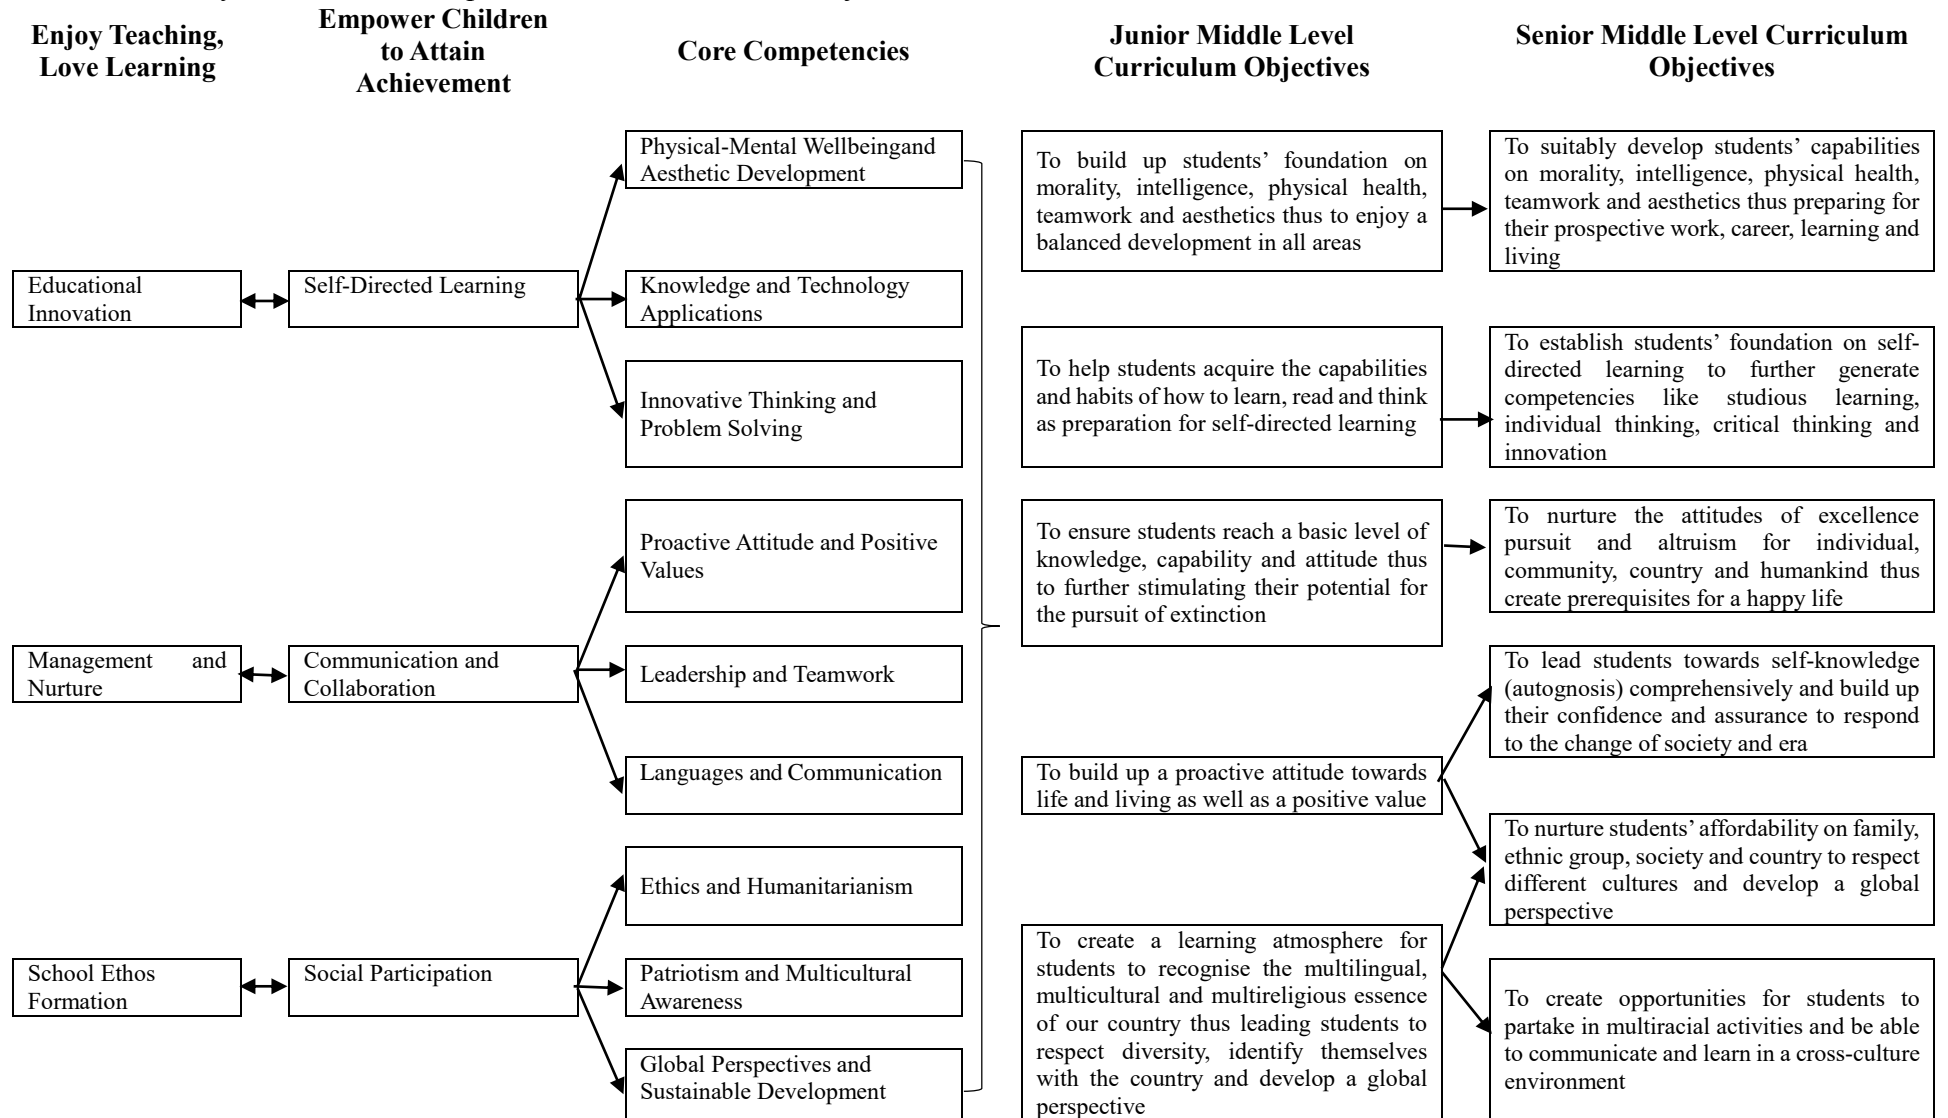 Enjoy Teaching,
Love Learning
Empower Children
to Attain
Achievement
Core Competencies
Junior Middle Level
Curriculum Objectives
Senior Middle Level Curriculum
Objectives
Educational
Innovation
Management and
Nurture
School Ethos
Formation
Self-Directed Learning
Communication and
Collaboration
Social Participation
Physical-Mental Wellbeingand
Aesthetic Development
Knowledge and Technology
Applications
Innovative Thinking and
Problem Solving
Proactive Attitude and Positive
Values
Leadership and Teamwork
Languages and Communication
Ethics and Humanitarianism
Patriotism and Multicultural
Awareness
Global Perspectives and
Sustainable Development
To build up students’ foundation on
morality, intelligence, physical health,
teamwork and aesthetics thus to enjoy a
balanced development in all areas
To help students acquire the capabilities
and habits of how to learn, read and think
as preparation for self-directed learning
To ensure students reach a basic level of
knowledge, capability and attitude thus
to further stimulating their potential for
the pursuit of extinction
To build up a proactive attitude towards
life and living as well as a positive value
To create a learning atmosphere for
students to recognise the multilingual,
multicultural and multireligious essence
of our country thus leading students to
respect diversity, identify themselves
with the country and develop a global
perspective
To suitably develop students’ capabilities
on morality, intelligence, physical health,
teamwork and aesthetics thus preparing for
their prospective work, career, learning and
living
To establish students’ foundation on self-
directed learning to further generate
competencies like studious learning,
individual thinking, critical thinking and
innovation
To nurture the attitudes of excellence
pursuit and altruism for individual,
community, country and humankind thus
create prerequisites for a happy life
To lead students towards self-knowledge
(autognosis) comprehensively and build up
their confidence and assurance to respond
to the change of society and era
To nurture students’ affordability on family,
ethnic group, society and country to respect
different cultures and develop a global
perspective
To create opportunities for students to
partake in multiracial activities and be able
to communicate and learn in a cross-culture
environment